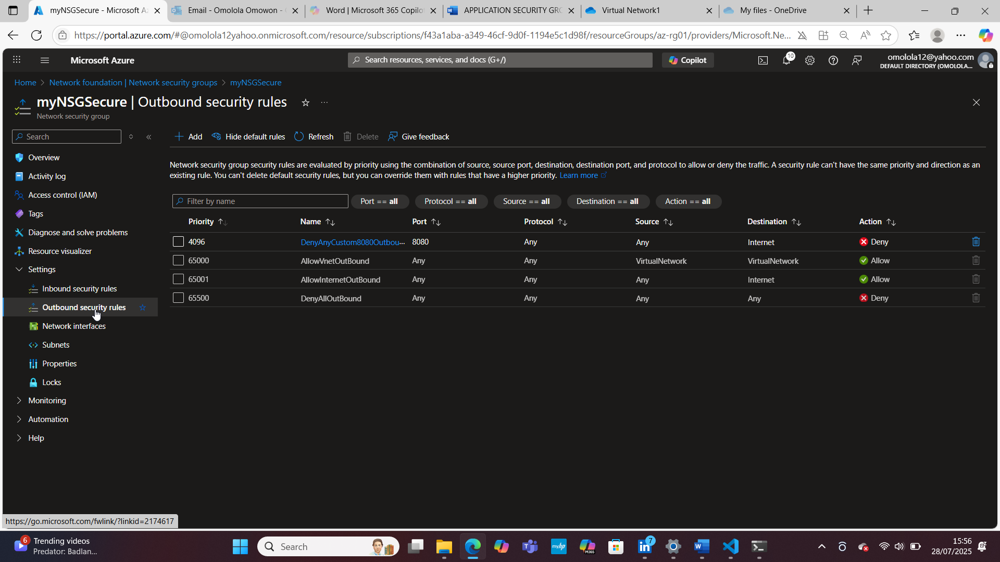 myNSGSecure - Microsoft A
Email - Omolola Omowon -
Word | Microsoft 365 Copilo
APPLICATION SECURITY GRO
Virtual Network1
My files - OneDrive
https://portal.azure.com/#@omolola12yahoo.onmicrosoft.com/resource/subscriptions/f43a1aba-a349-46cf-9d0f-1194e5c1d98f/resourceGroups/az-rg01/providers/Microsoft.Ne...
Microsoft Azure
Search resources, services, and docs (G+/)
Copilot
10
omolola12@yahoo.com
DEFAULT DIRECTORY (OMOLOLA...
Home > Network foundation | Network security groups > myNSGSecure
myNSGSecure | Outbound security rules
Network security group
Search
Add
Hide default rules
Refresh
Delete
Give feedback
Overview
Activity log
Access control (IAM)
Tags
Diagnose and solve problems
Resource visualizer
Settings
Inbound security rules
Outbound security rules
Network interfaces
Subnets
Properties
Locks
Monitoring
Automation
Help
Network security group security rules are evaluated by priority using the combination of source, source port, destination, destination port, and protocol to allow or deny the traffic. A security rule can't have the same priority and direction as an
existing rule. You can't delete default security rules, but you can override them with rules that have a higher priority. Learn more
Filter by name
Port == all
Protocol == all
Source == all
Destination == all
Action == all
Priority Name Port Protocol Source Destination Action
4096 DenyAnyCustom8080Outbou... 8080 Any Any Internet Deny
65000 AllowVnetOutBound Any Any VirtualNetwork VirtualNetwork Allow
65001 AllowInternetOutBound Any Any Any Internet Allow
65500 DenyAllOutBound Any Any Any Any Deny
https://go.microsoft.com/fwlink/?linkid=2174617
6
Trending videos
Predator: Badlan...
Search
myhp
M365
7
15:56
28/07/2025